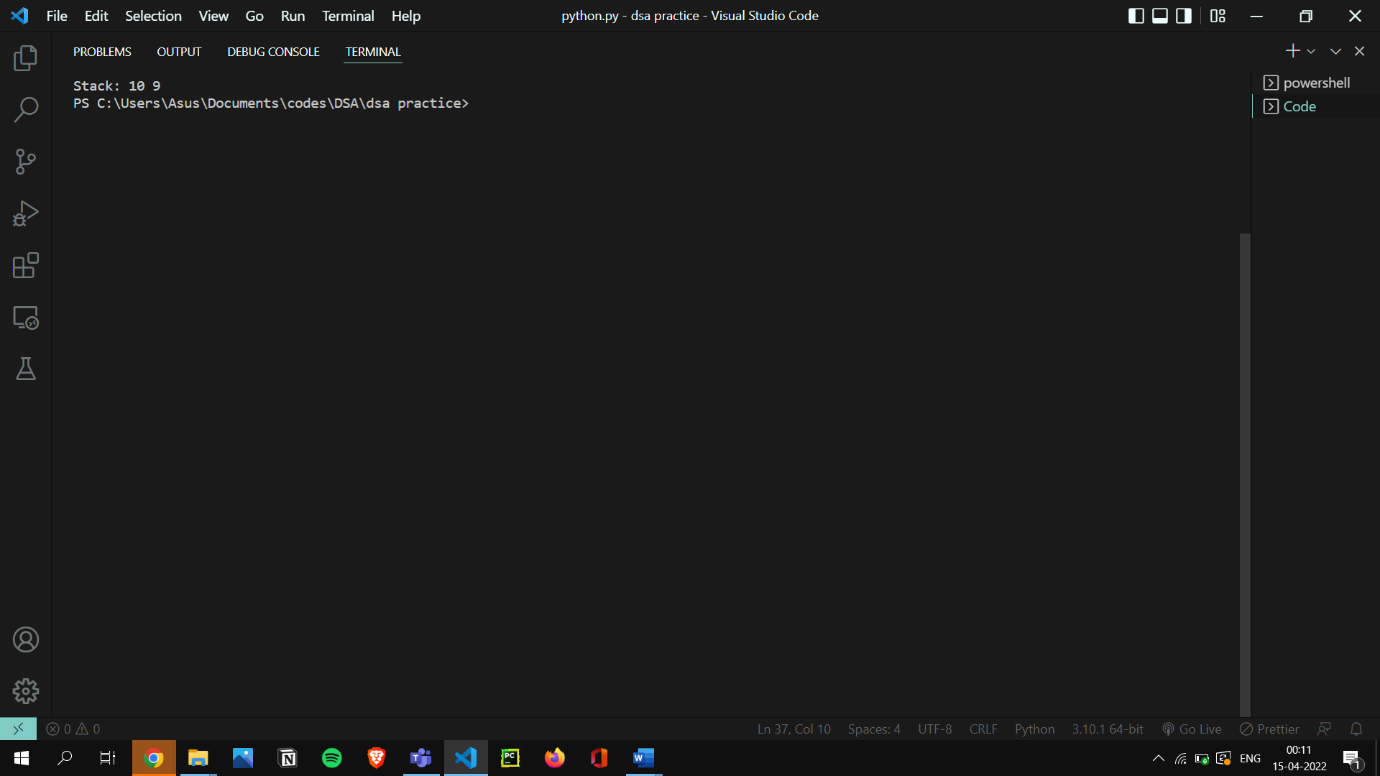 File Edit Selection View Go Run Terminal Help
python.py - dsa practice - Visual Studio Code
PROBLEMS OUTPUT DEBUG CONSOLE TERMINAL
Stack: 10 9
PS C:\Users\Asus\Documents\codes\DSA\dsa practice>
powershell
Code
0 0
Ln 37, Col 10 Spaces: 4 UTF-8 CRLF Python 3.10.1 64-bit Go Live Prettier
PC
W
ENG
00:11
15-04-2022
1